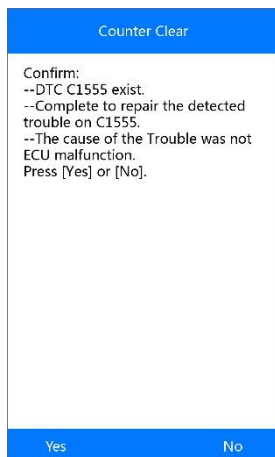 Counter Clear
Confirm:
--DTC C1555 exist.
--Complete to repair the detected
trouble on C1555.
--The cause of the Trouble was not
ECU malfunction.
Press [Yes] or [No].
Yes No